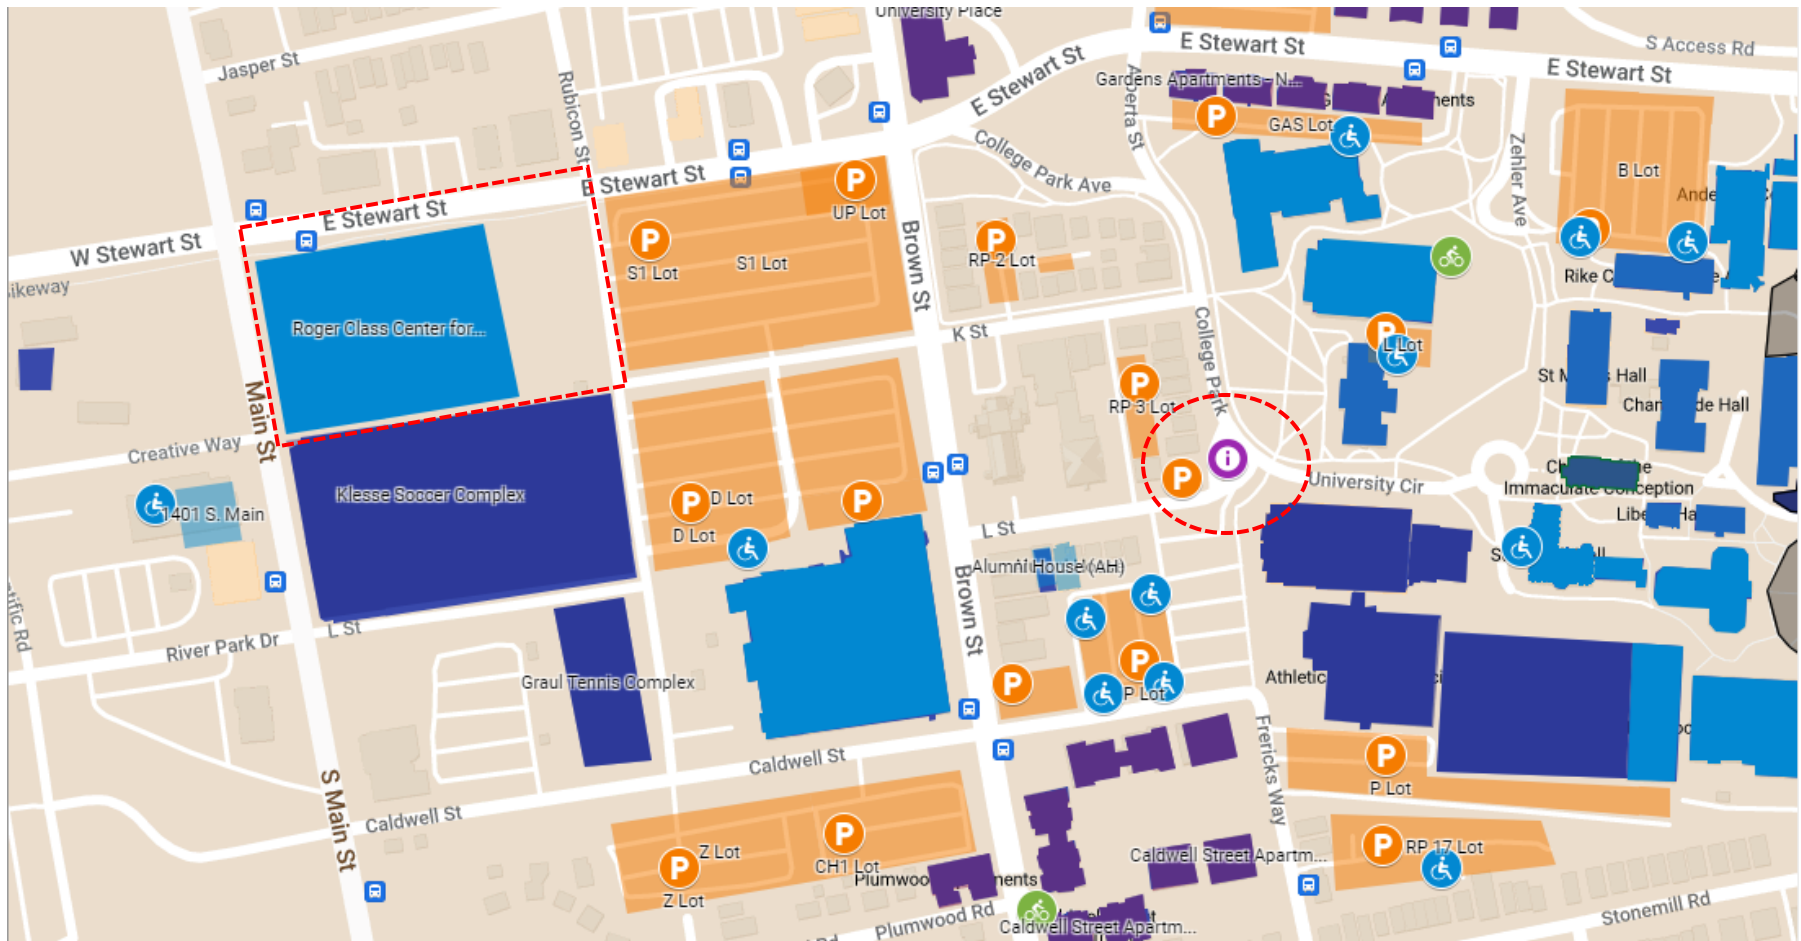 University Place
E Stewart St
S Access Rd
Jasper St
E Stewart St
E Stewart St
Rubicon St
Alberta St
Gardens Apartments - N...
GAS Lot
College Park Ave
Zehler Ave
B Lot
E Stewart St
UP Lot
E Stewart St
W Stewart St
Brown St
RP 2 Lot
S1 Lot
S1 Lot
Rike C
ikeway
Roger Glass Center for...
K St
College Park
L Lot
Hall
Main St
RP 3 Lot
Creative Way
Klesse Soccer Complex
University Cir
Immaculate Conception
D Lot
1401 S. Main
D Lot
L St
Alumni House (AH)
Brown St
L St
River Park Dr
Graul Tennis Complex
Athletic
P Lot
Frericks Way
Caldwell St
P Lot
S Main St
Caldwell St
Z Lot
CH1 Lot
Z Lot
RP 17 Lot
Caldwell Street Apartm...
Plumwood Rd
Caldwell Street Apartm...
Stonemill Rd